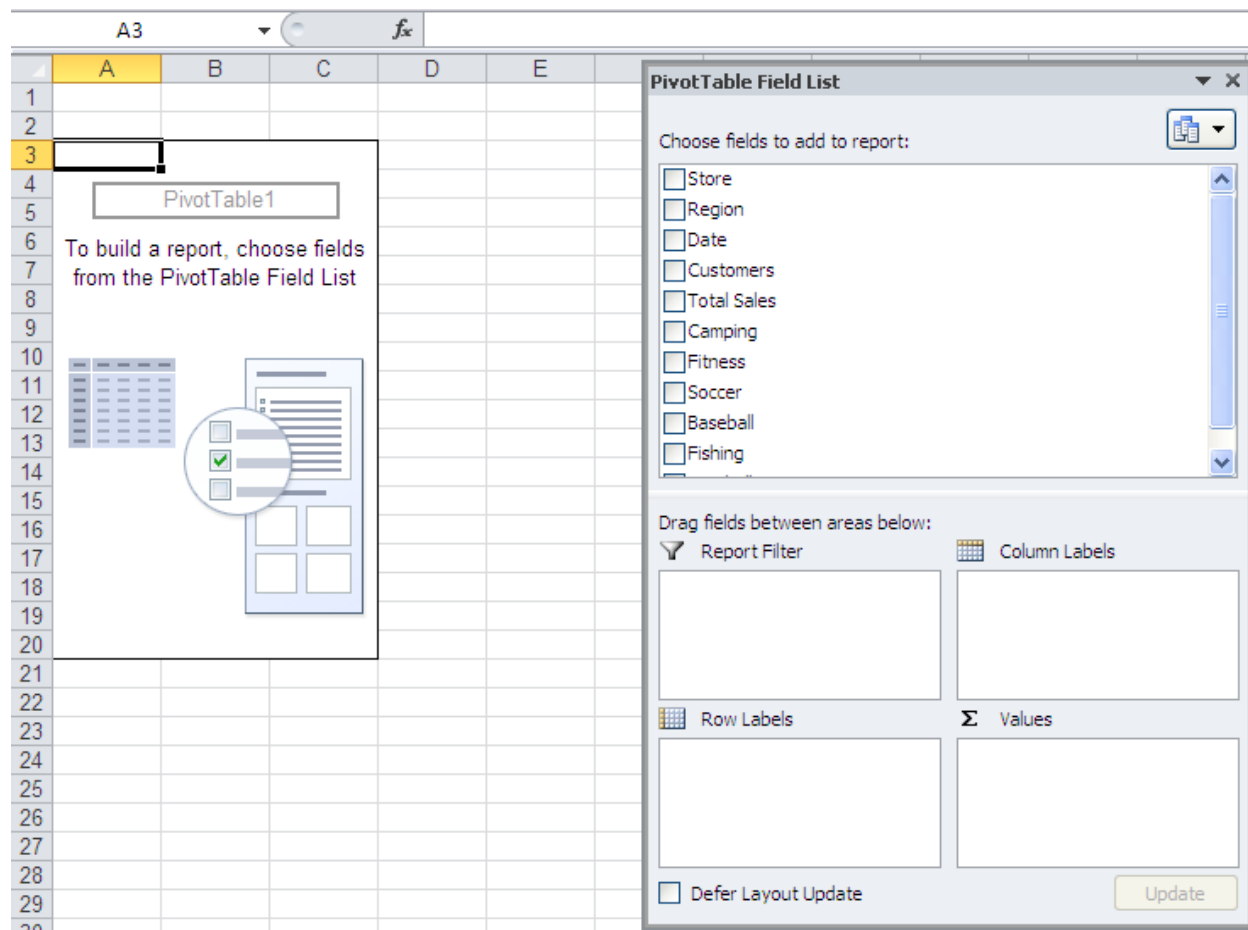 A3 fx
A B C D E
PivotTable Field List
1
2
3
4
5
6
7
8
9
10
11
12
13
14
15
16
17
18
19
20
21
22
23
24
25
26
27
28
29
PivotTable1
To build a report, choose fields
from the PivotTable Field List
Choose fields to add to report:
Store
Region
Date
Customers
Total Sales
Camping
Fitness
Soccer
Baseball
Fishing
Drag fields between areas below:
Report Filter Column Labels
Row Labels Σ Values
Defer Layout Update Update